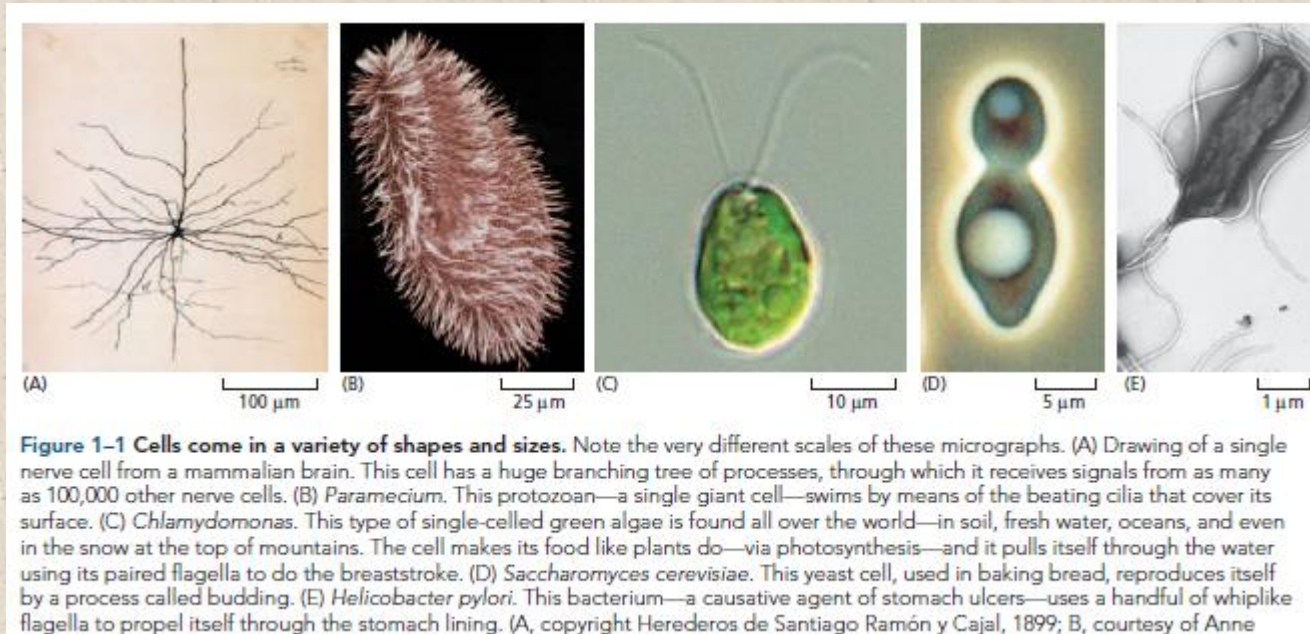 (A)
100 µm
(B)
25 µm
(C)
10 µm
(D)
5 µm
(E)
1 µm
Figure 1–1 Cells come in a variety of shapes and sizes. Note the very different scales of these micrographs. (A) Drawing of a single
nerve cell from a mammalian brain. This cell has a huge branching tree of processes, through which it receives signals from as many
as 100,000 other nerve cells. (B) Paramecium. This protozoan—a single giant cell—swims by means of the beating cilia that cover its
surface. (C) Chlamydomonas. This type of single-celled green algae is found all over the world—in soil, fresh water, oceans, and even
in the snow at the top of mountains. The cell makes its food like plants do—via photosynthesis—and it pulls itself through the water
using its paired flagella to do the breaststroke. (D) Saccharomyces cerevisiae. This yeast cell, used in baking bread, reproduces itself
by a process called budding. (E) Helicobacter pylori. This bacterium—a causative agent of stomach ulcers—uses a handful of whiplike
flagella to propel itself through the stomach lining. (A, copyright Herederos de Santiago Ramón y Cajal, 1899; B, courtesy of Anne